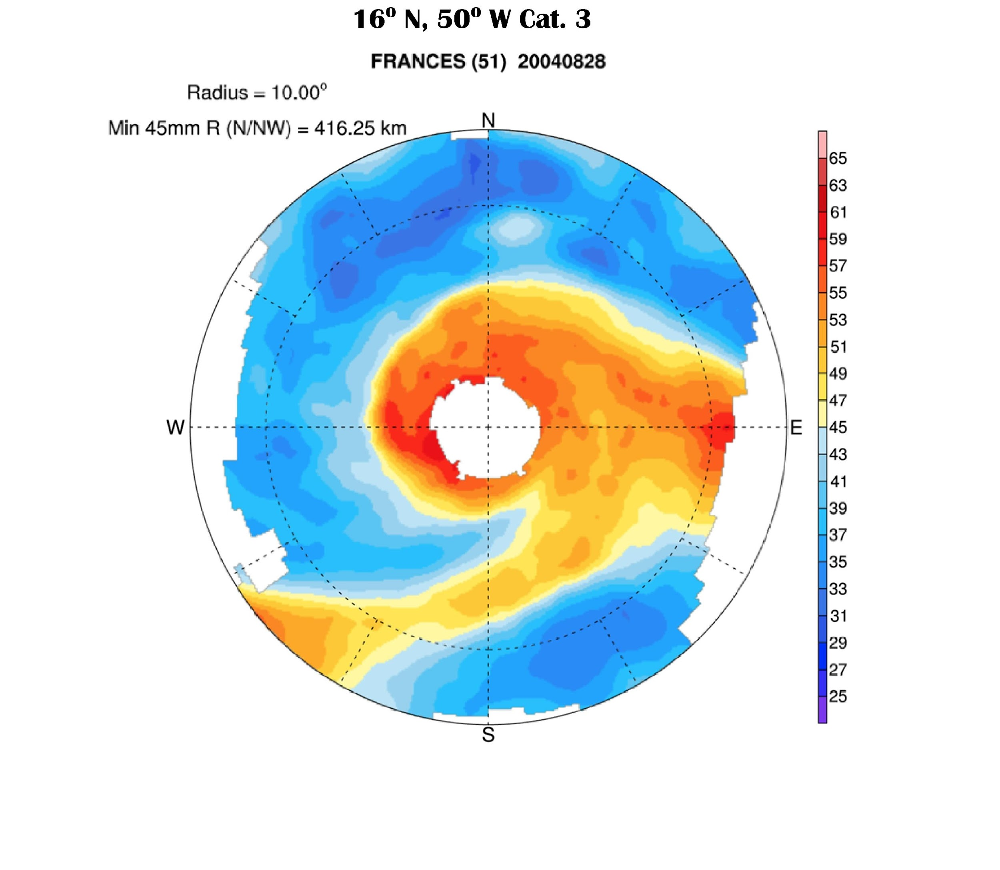 16º N, 50º W Cat. 3
FRANCES (51) 20040828
Radius = 10.00º
Min 45mm R (N/NW) = 416.25 km
N
W
E
S
65
63
61
59
57
55
53
51
49
47
45
43
41
39
37
35
33
31
29
27
25